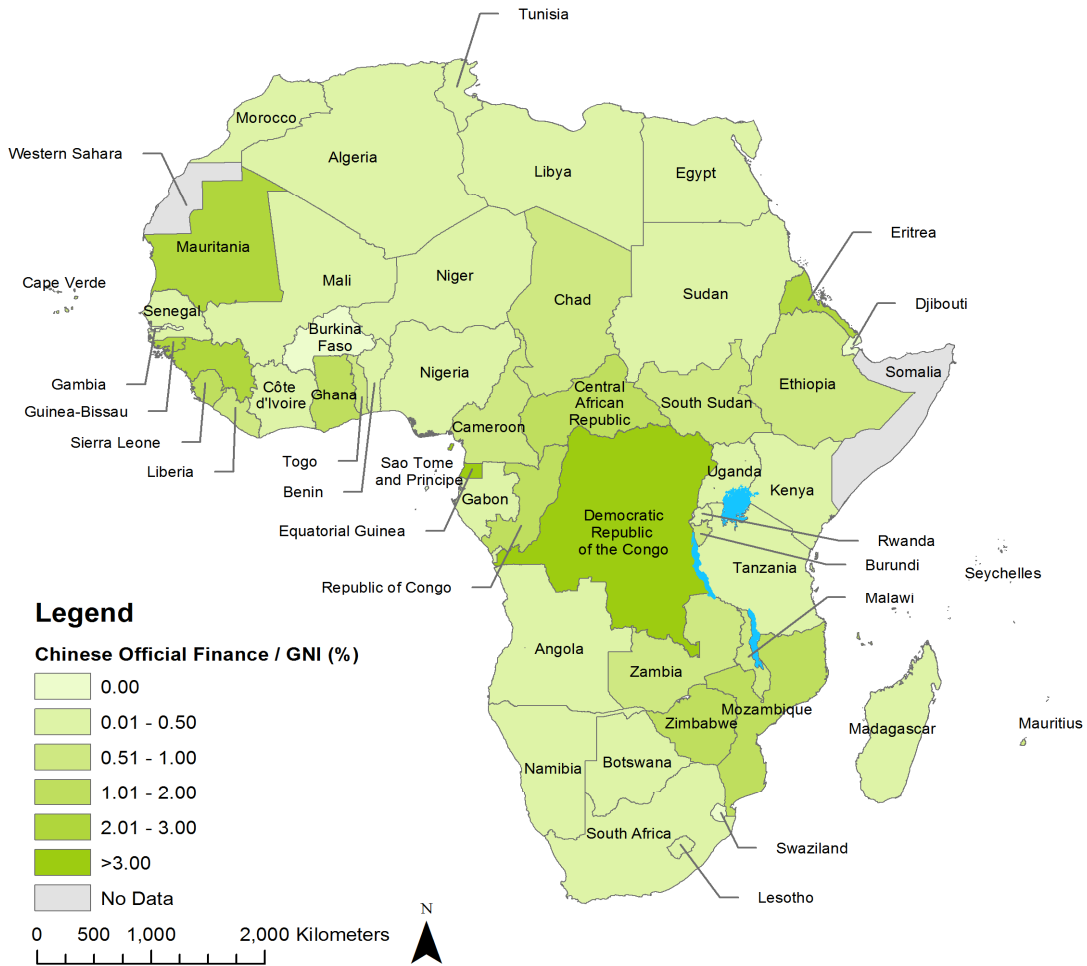 Tunisia
Morocco
Western Sahara
Algeria
Libya
Egypt
Mauritania
Eritrea
Cape Verde
Mali
Niger
Chad
Sudan
Djibouti
Senegal
Burkina
Faso
Nigeria
Somalia
Gambia
Côte
d'Ivoire
Ghana
Central
African
Republic
South Sudan
Ethiopia
Guinea-Bissau
Cameroon
Sierra Leone
Liberia
Togo
Benin
Sao Tome
and Principe
Uganda
Kenya
Gabon
Equatorial Guinea
Democratic
Republic
of the Congo
Rwanda
Burundi
Tanzania
Seychelles
Republic of Congo
Malawi
Angola
Zambia
Mozambique
Zimbabwe
Madagascar
Mauritius
Namibia
Botswana
South Africa
Swaziland
Lesotho
Legend
Chinese Official Finance / GNI (%)
0.00
0.01 - 0.50
0.51 - 1.00
1.01 - 2.00
2.01 - 3.00
>3.00
No Data
0 500 1,000 2,000 Kilometers
N